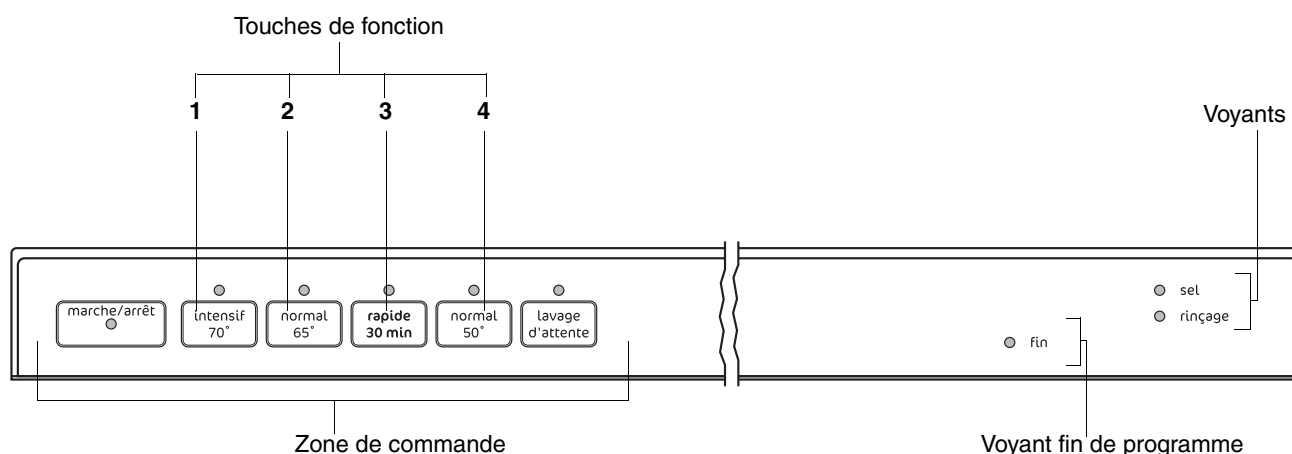 Touches de fonction
1 2 3 4
Voyants
marche/arrêt
intensif
70°
normal
65°
rapide
30 min
normal
50°
lavage
d'attente
sel
rinçage
fin
Zone de commande
Voyant fin de programme